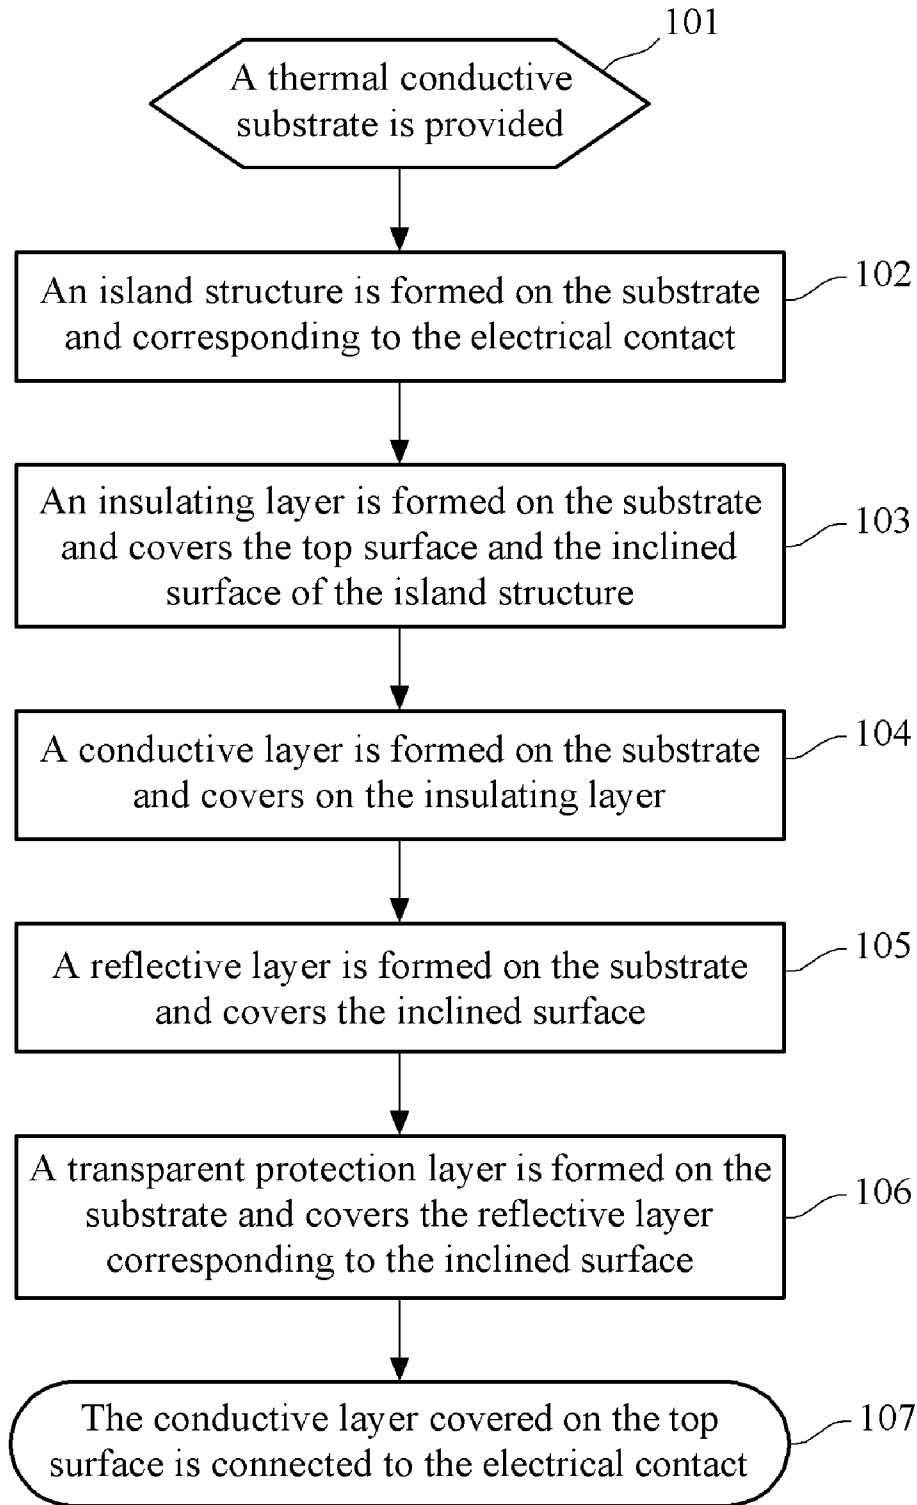 101
A thermal conductive
substrate is provided
102
An island structure is formed on the substrate
and corresponding to the electrical contact
103
An insulating layer is formed on the substrate
and covers the top surface and the inclined
surface of the island structure
104
A conductive layer is formed on the substrate
and covers on the insulating layer
105
A reflective layer is formed on the substrate
and covers the inclined surface
106
A transparent protection layer is formed on the
substrate and covers the reflective layer
corresponding to the inclined surface
107
The conductive layer covered on the top
surface is connected to the electrical contact